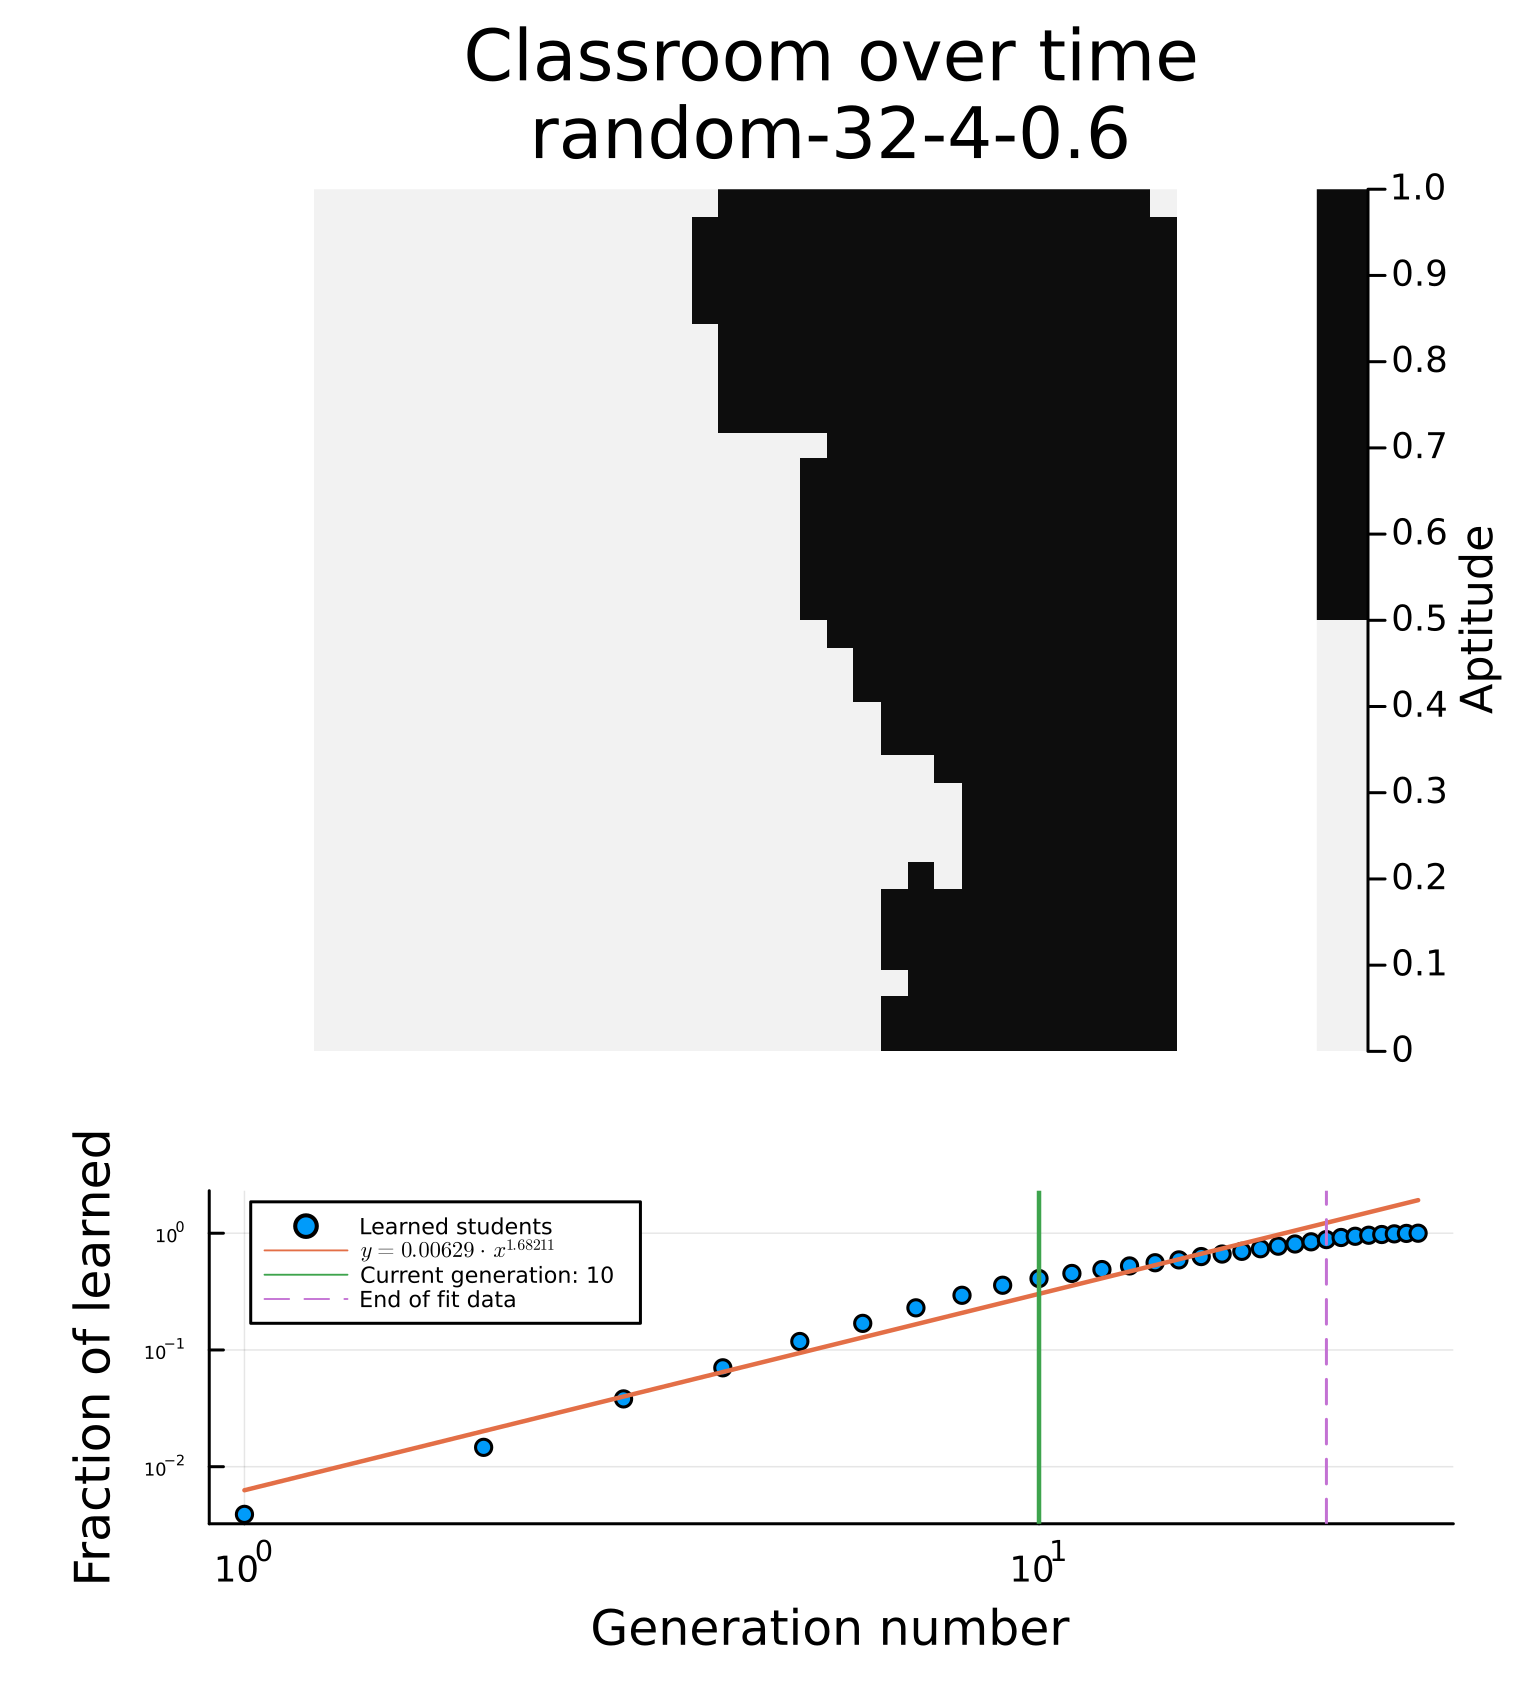 Classroom over time
random-32-4-0.6
1.0
0.9
0.8
0.7
0.6
0.5
0.4
0.3
0.2
0.1
0
Aptitude
Fraction of learned
10⁰
10⁻¹
10⁻²
Learned students
y = 0.00629 · x^1.68211
Current generation: 10
End of fit data
10⁰
10¹
Generation number